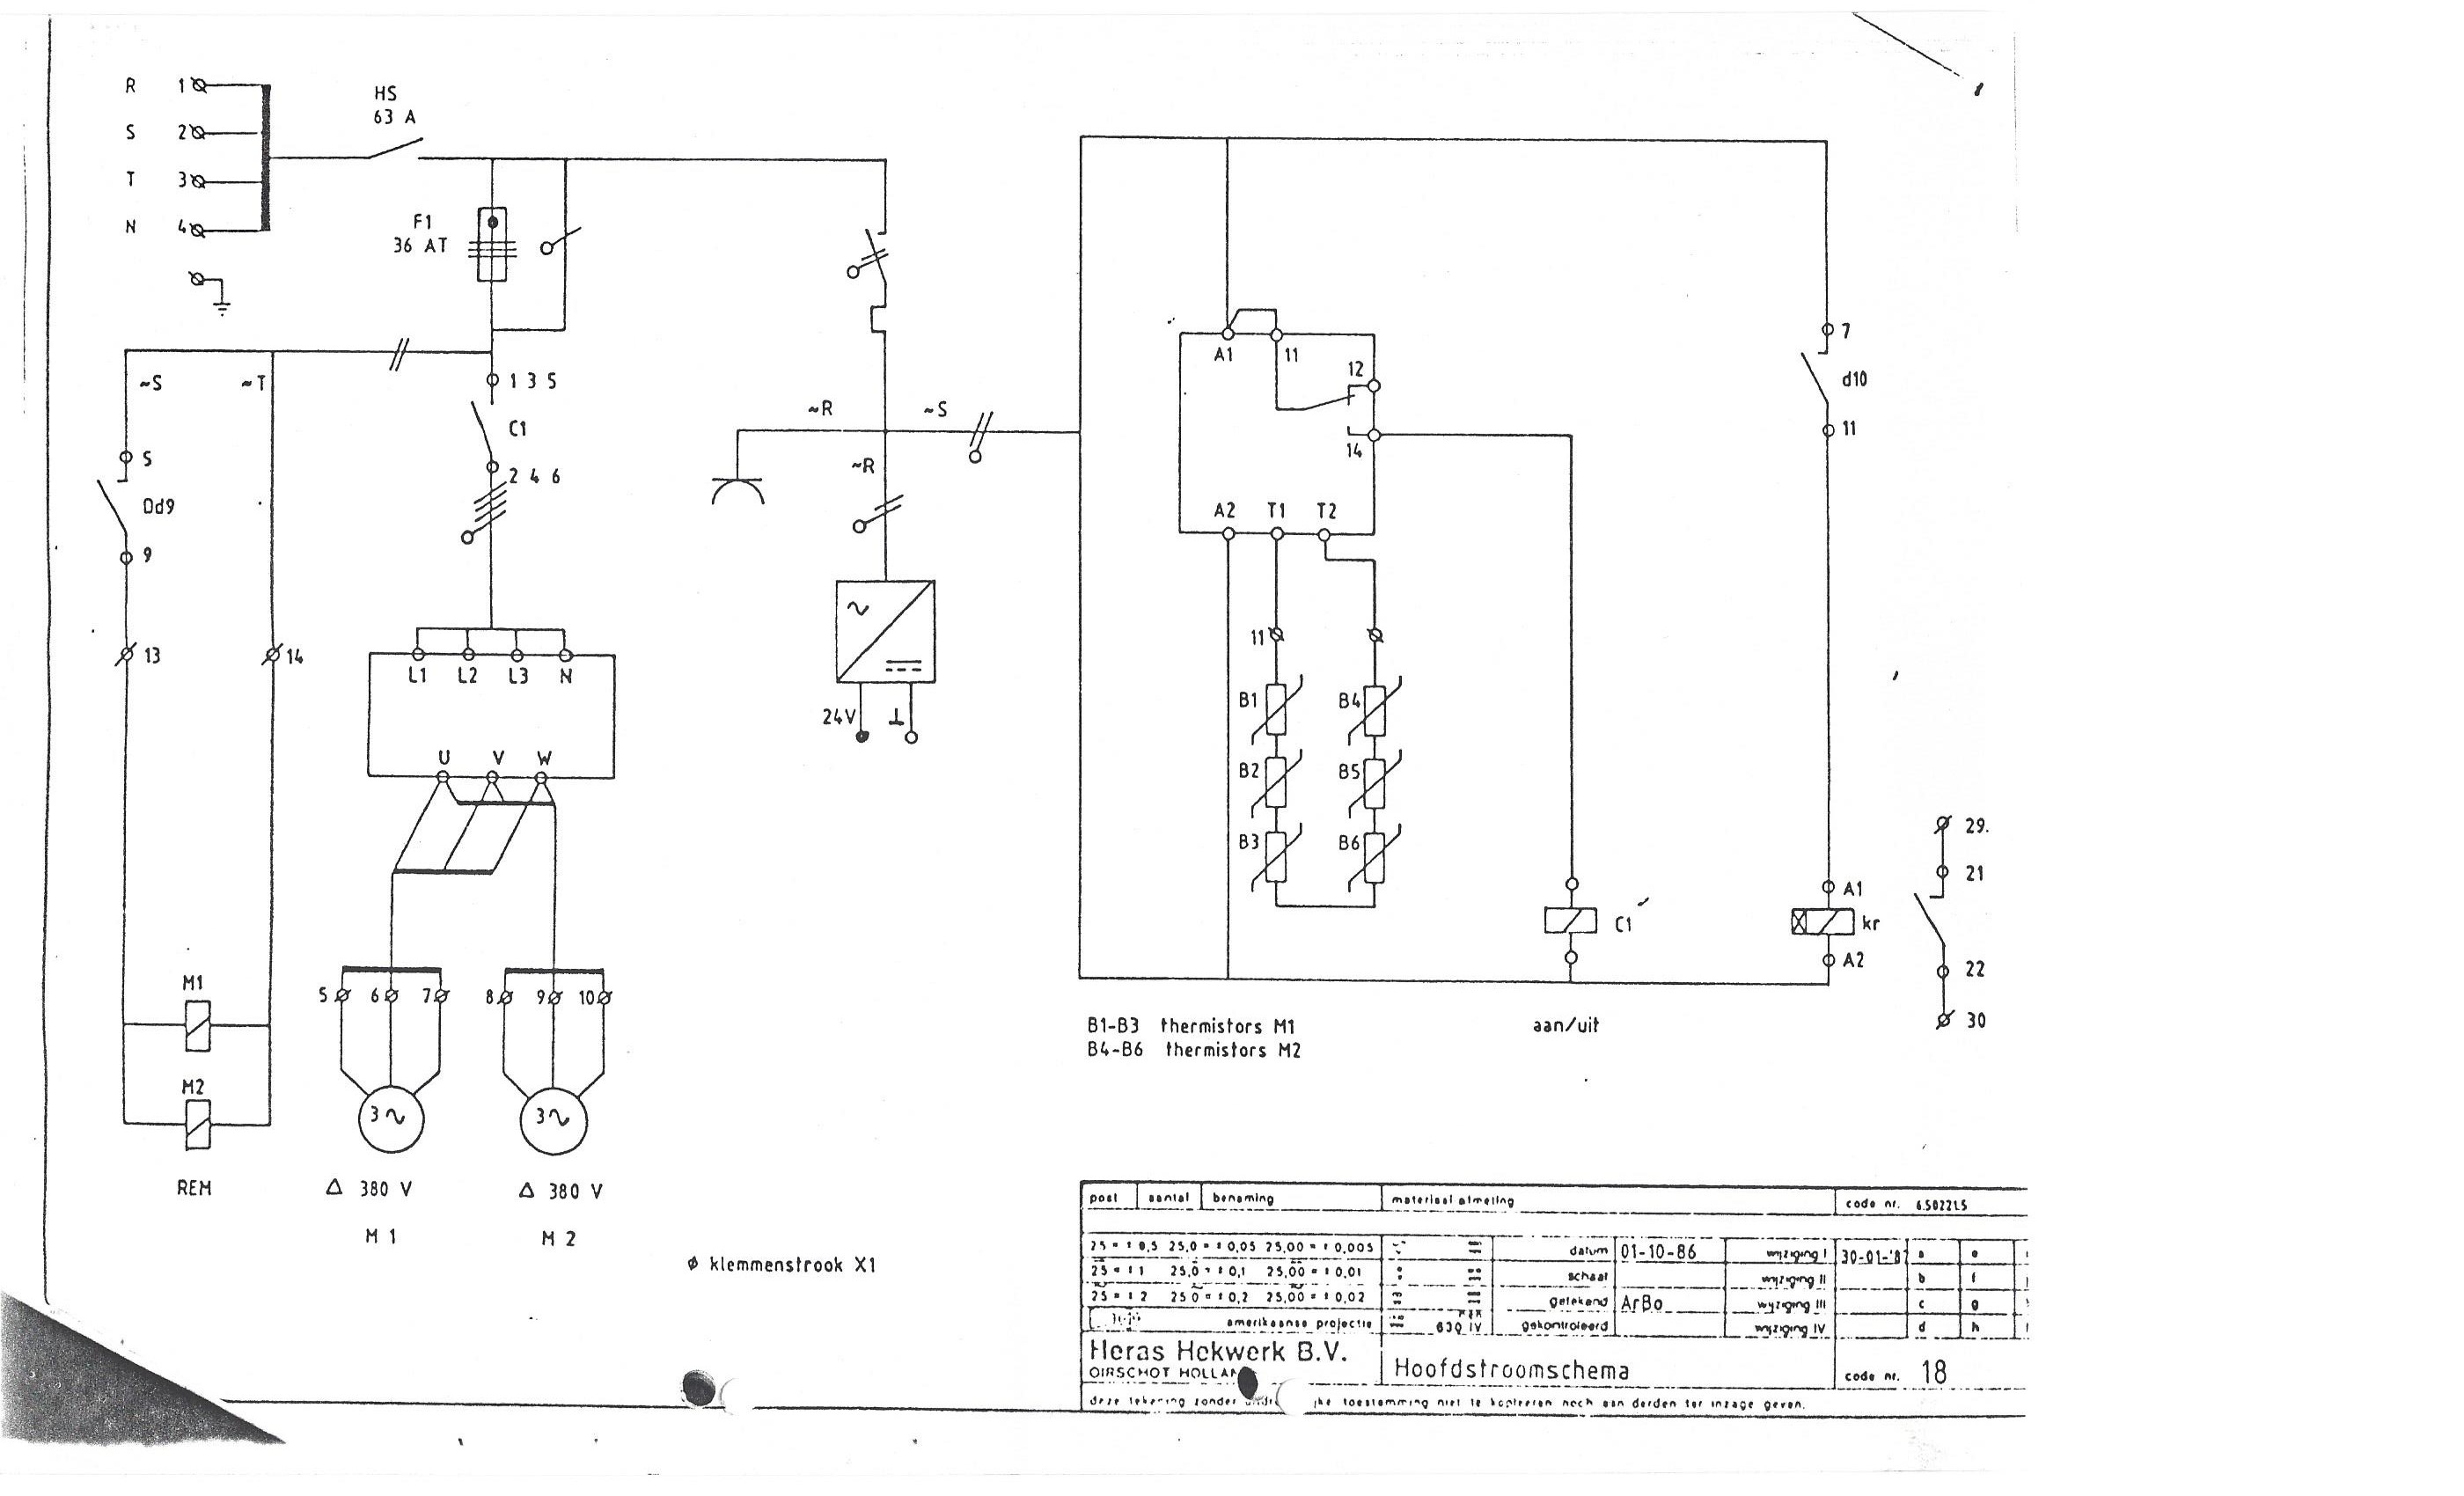 R 1
S 2
T 3
N 4
HS
63 A
F1
36 AT
~S ~T
1 3 5
C1
2 4 6
S
Od9
9
13
14
L1 L2 L3 N
U V W
5 6 7 8 9 10
M1
M2
REM
3~ 3~
Δ 380 V
Δ 380 V
M 1
M 2
~R ~S
~R
~
24V
A1 11
12
14
A2 T1 T2
11
B1 B4
B2 B5
B3 B6
C1
7
d10
11
A1
kr
A2
29.
21
22
30
B1-B3 thermistors M1
B4-B6 thermistors M2
aan/uit
ø klemmenstrook X1
post aantal benaming materiaal afmeting code nr. 6.5022L5
25 = ± 0,5 25,0 = ± 0,05 25,00 = ± 0,005 datum 01-10-86 wijziging I 30-01-'87 a e
25 = ± 1 25,0 = ± 0,1 25,00 = ± 0,01 schaal wijziging II b f
25 = ± 2 25,0 = ± 0,2 25,00 = ± 0,02 getekend ArBo wijziging III c g
amerikaanse projectie 630 IV gekontroleerd wijziging IV d h
Heras Hekwerk B.V.
OIRSCHOT HOLLAN
Hoofdstroomschema
code nr. 18
deze tekening zonder toestemming niet te kopieeren noch aan derden ter inzage geven.